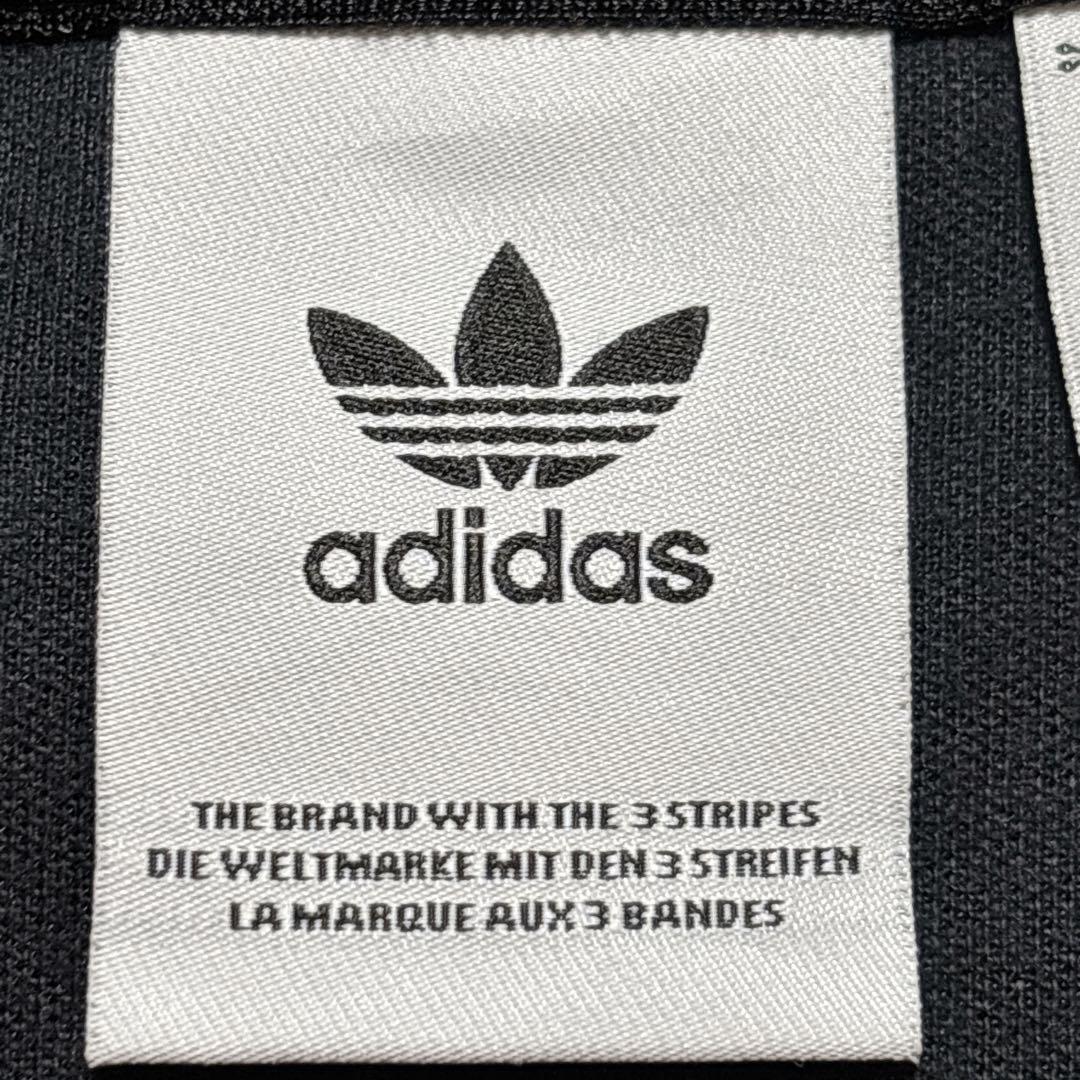 adidas
THE BRAND WITH THE 3 STRIPES
DIE WELTMARKE MIT DEN 3 STREIFEN
LA MARQUE AUX 3 BANDES